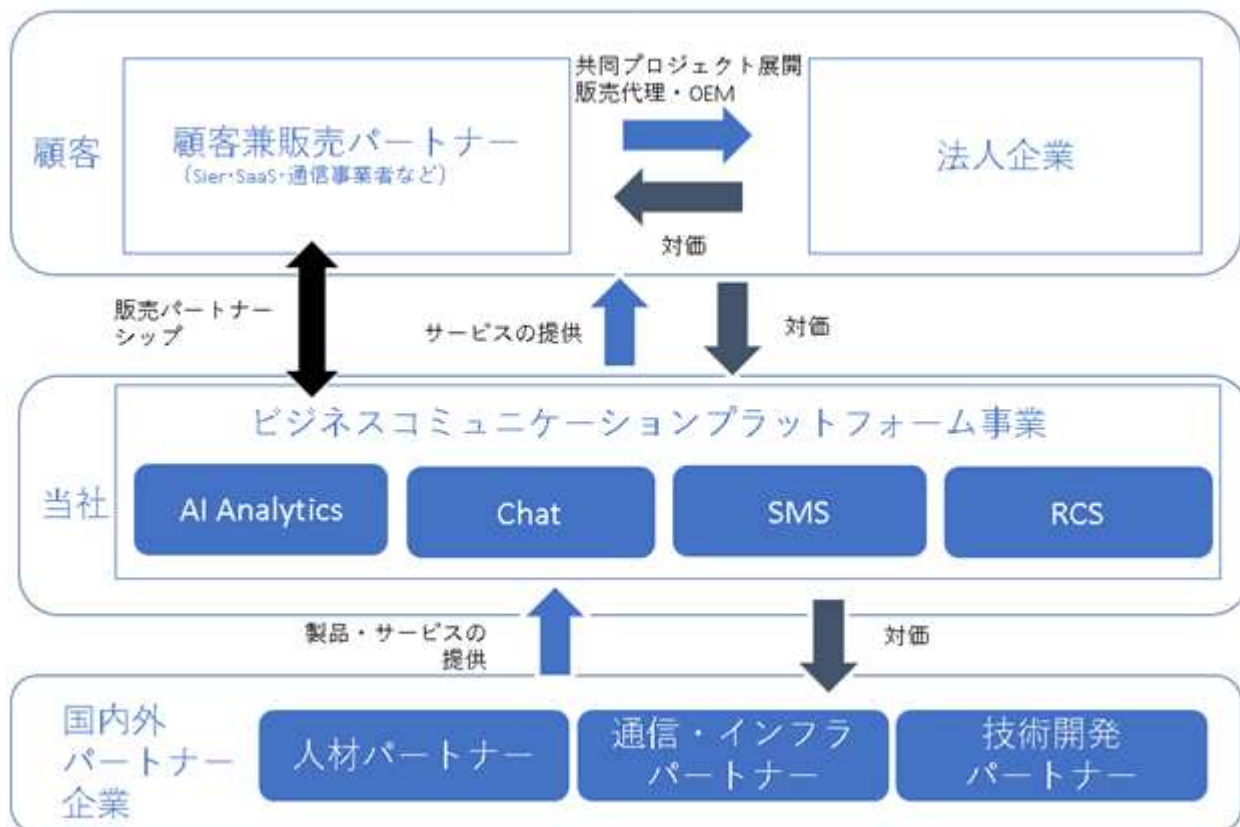 共同プロジェクト展開
販売代理・OEM
顧客
顧客兼販売パートナー
（SIer・SaaS・通信事業者など）
法人企業
対価
販売パートナー
シップ
サービスの提供
対価
ビジネスコミュニケーションプラットフォーム事業
当社
AI Analytics
Chat
SMS
RCS
製品・サービスの
提供
対価
国内外
パートナー
企業
人材パートナー
通信・インフラ
パートナー
技術開発
パートナー